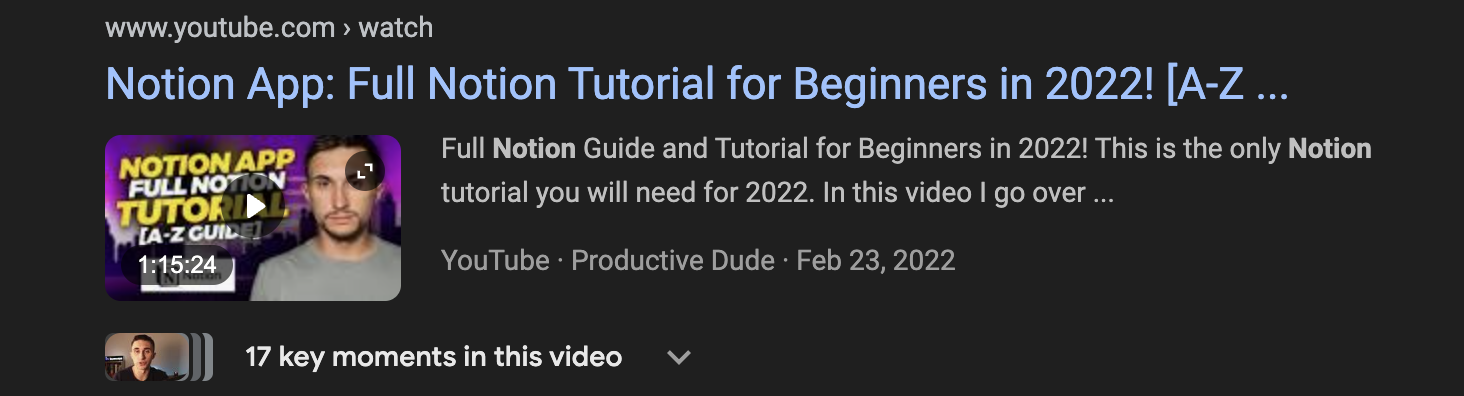 www.youtube.com › watch
Notion App: Full Notion Tutorial for Beginners in 2022! [A-Z ...
NOTION APP
FULL NOTION
TUTORIAL
[A-Z GUIDE]
1:15:24
Notion
Full Notion Guide and Tutorial for Beginners in 2022! This is the only Notion
tutorial you will need for 2022. In this video I go over ...
YouTube · Productive Dude · Feb 23, 2022
17 key moments in this video